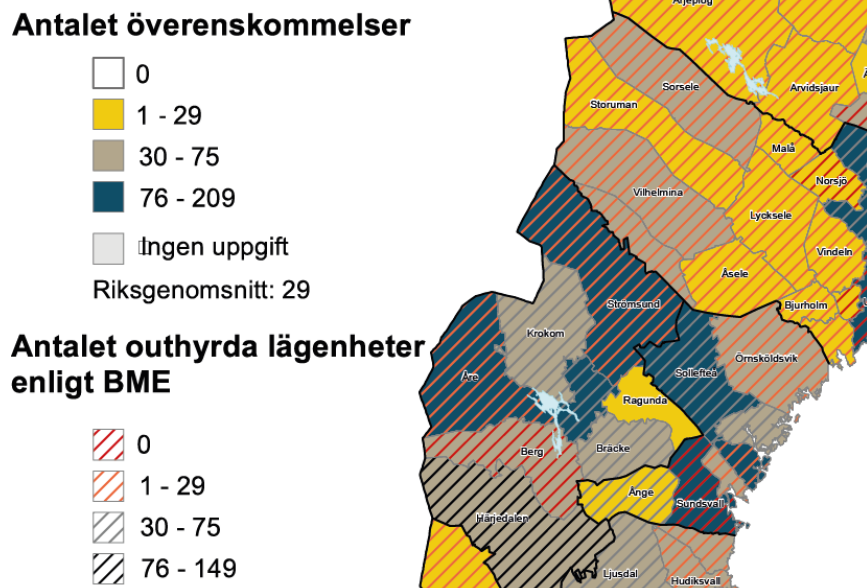 Antalet överenskommelser
0
1 - 29
30 - 75
76 - 209
Ingen uppgift
Riksgenomsnitt: 29
Antalet outhyrda lägenheter
enligt BME
0
1 - 29
30 - 75
76 - 149
Arjeplog
Sorsele
Arvidsjaur
Storuman
Malå
Norsjö
Vilhelmina
Lycksele
Vindeln
Åsele
Bjurholm
Strömsund
Krokom
Örnsköldsvik
Sollefteå
Åre
Ragunda
Bräcke
Berg
Ånge
Sundsvall
Härjedalen
Ljusdal
Hudiksvall